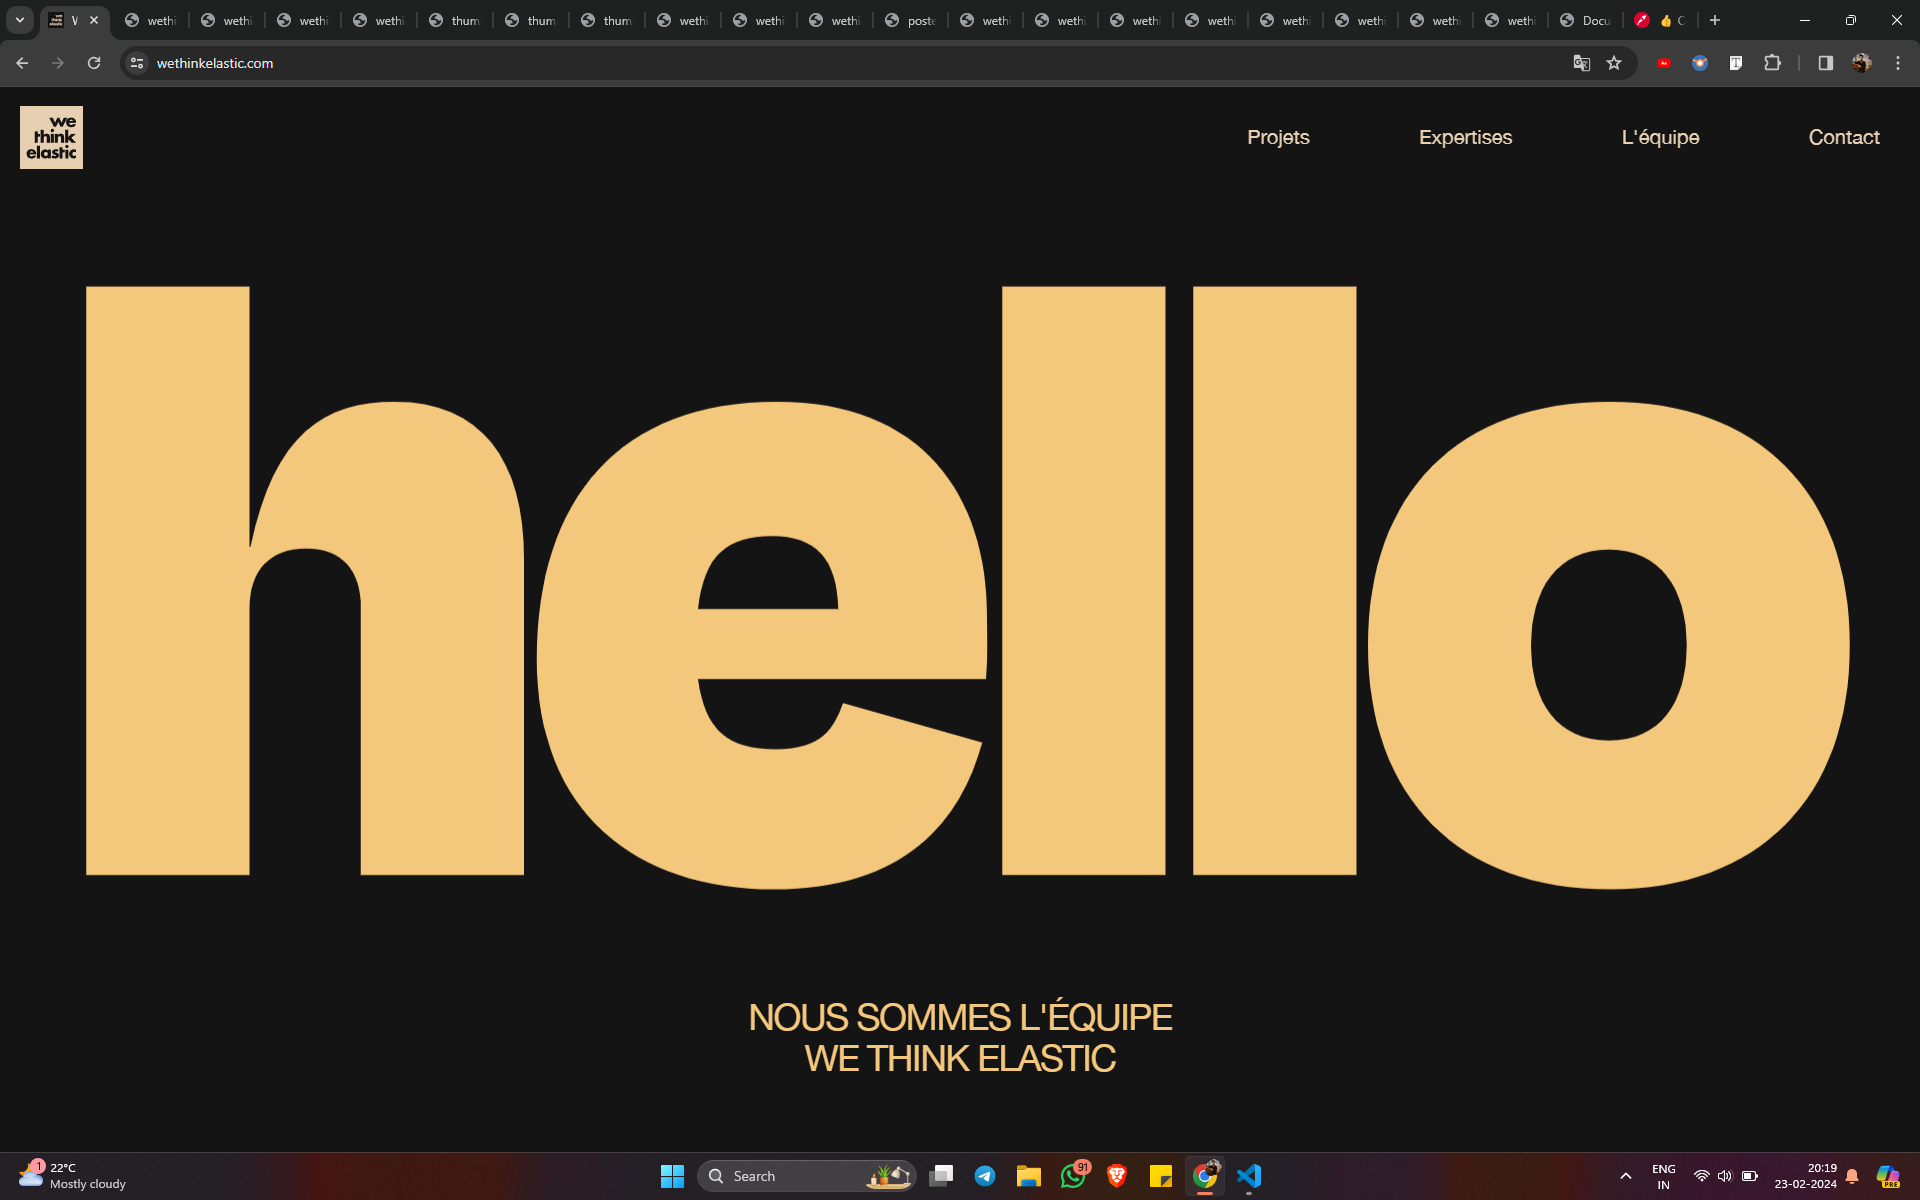 W
wethi
wethi
wethi
wethi
thum
thum
thum
wethi
wethi
wethi
poste
wethi
wethi
wethi
wethi
wethi
wethi
wethi
wethi
Docu
wethinkelastic.com
we
think
elastic
Projets
Expertises
L'équipe
Contact
hello
NOUS SOMMES L'ÉQUIPE
WE THINK ELASTIC
1
22°C
Mostly cloudy
Search
91
ENG
IN
20:19
23-02-2024
PRE